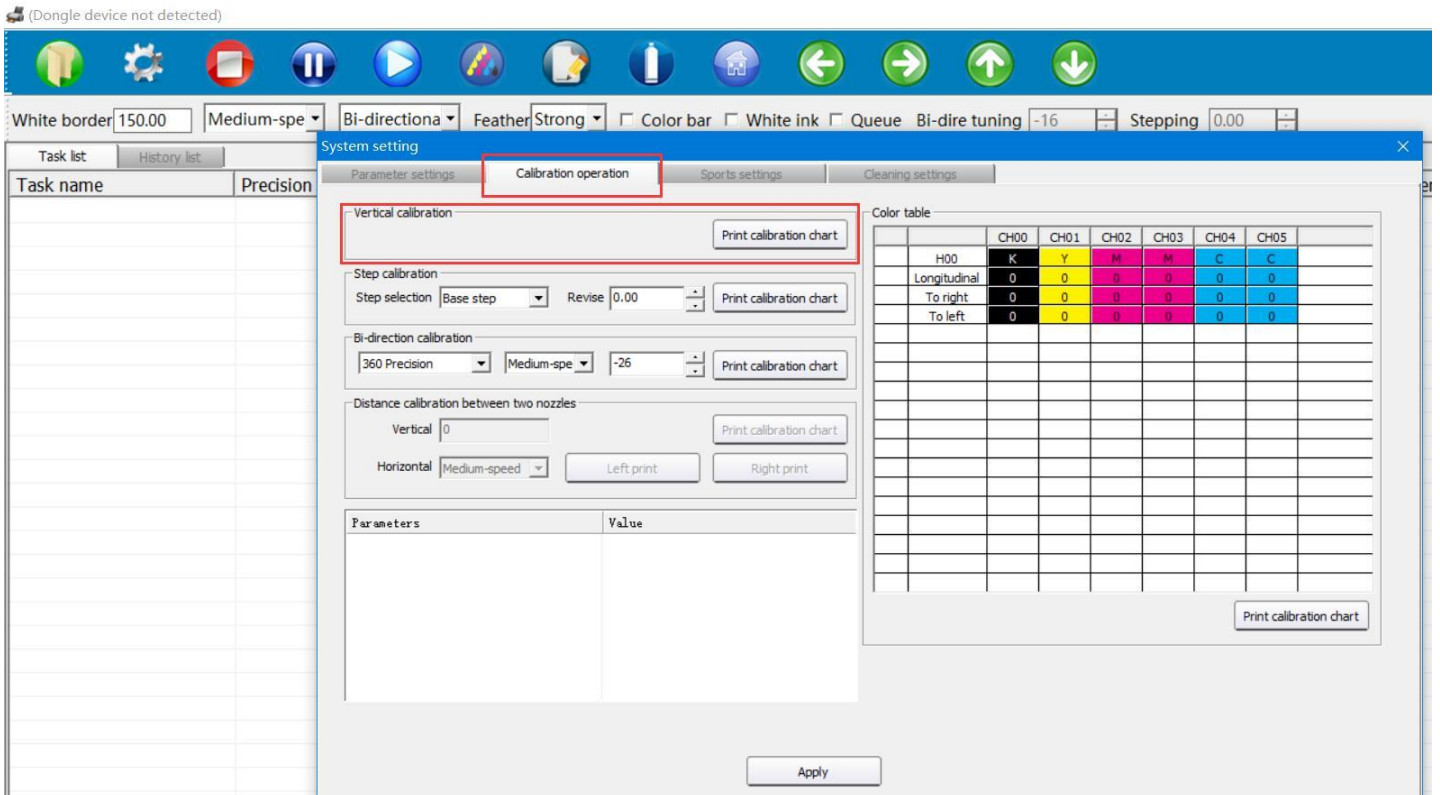 (Dongle device not detected)
White border 150.00 Medium-spe Bi-directiona Feather Strong Color bar White ink Queue Bi-dire tuning -16 Stepping 0.00
Task list History list
Task name Precision
System setting
Parameter settings Calibration operation Sports settings Cleaning settings
Vertical calibration
Print calibration chart
Step calibration
Step selection Base step Revise 0.00 Print calibration chart
Bi-direction calibration
360 Precision Medium-spe -26 Print calibration chart
Distance calibration between two nozzles
Vertical 0 Print calibration chart
Horizontal Medium-speed Left print Right print
Parameters Value
Color table
CH00 CH01 CH02 CH03 CH04 CH05
H00 K Y M M C C
Longitudinal 0 0 0 0 0 0
To right 0 0 0 0 0 0
To left 0 0 0 0 0 0
Print calibration chart
Apply